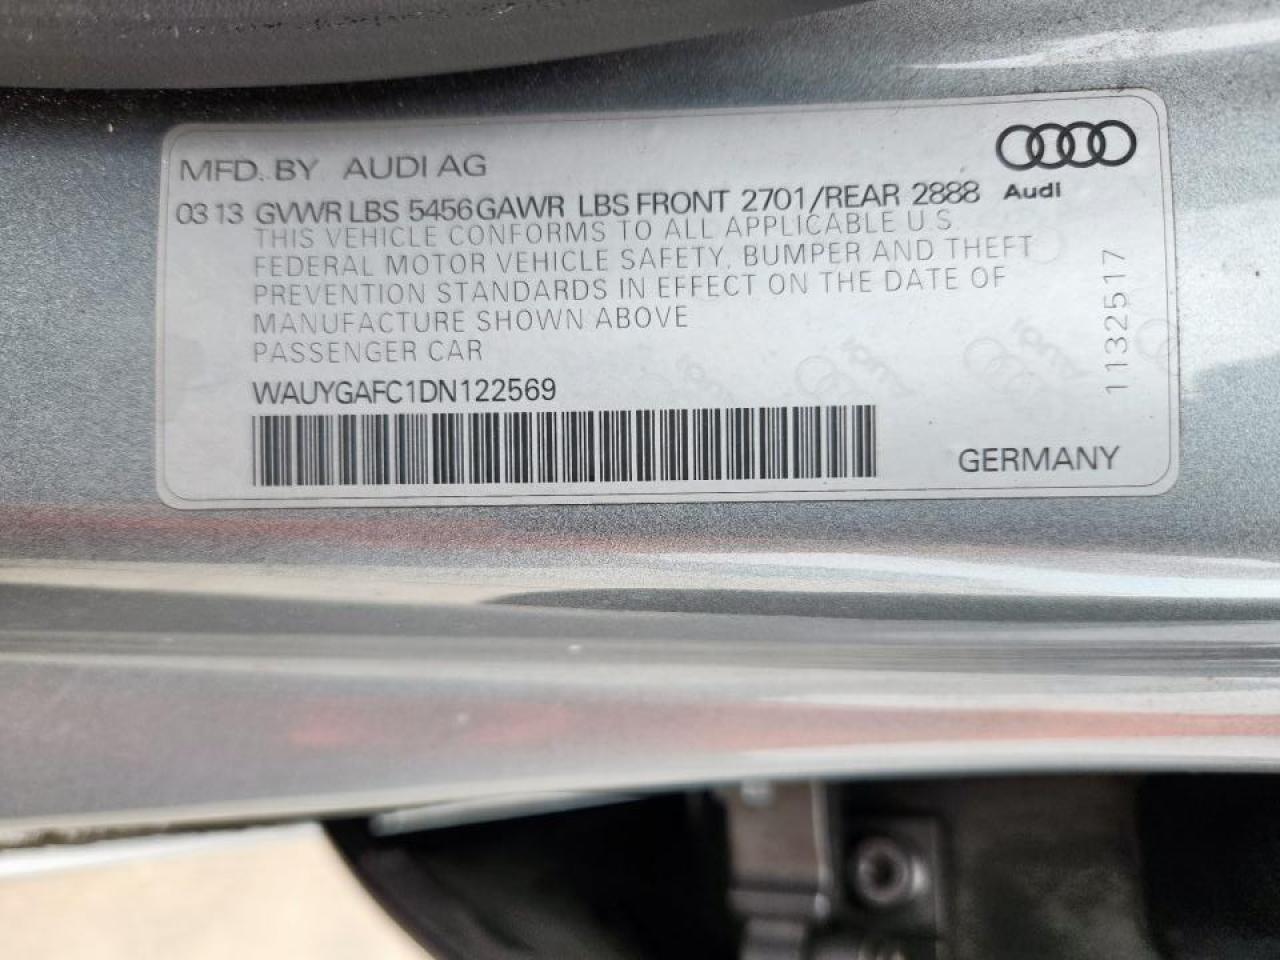 MFD. BY AUDI AG
Audi
03 13 GVWR LBS 5456 GAWR LBS FRONT 2701/REAR 2888
THIS VEHICLE CONFORMS TO ALL APPLICABLE U.S.
FEDERAL MOTOR VEHICLE SAFETY, BUMPER AND THEFT
PREVENTION STANDARDS IN EFFECT ON THE DATE OF
MANUFACTURE SHOWN ABOVE
PASSENGER CAR
WAUYGAFC1DN122569
GERMANY
1132517